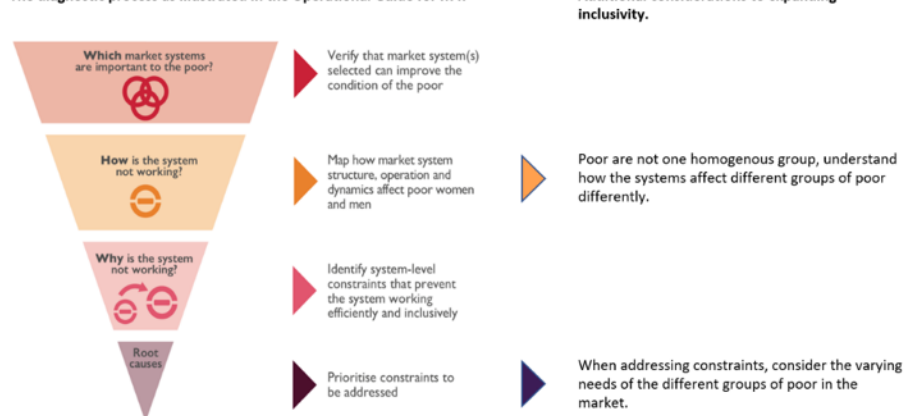 inclusivity.
Which market systems
are important to the poor?
Verify that market system(s)
selected can improve the
condition of the poor
How is the system
not working?
Map how market system
structure, operation and
dynamics affect poor women
and men
Poor are not one homogenous group, understand
how the systems affect different groups of poor
differently.
Why is the system
not working?
Identify system-level
constraints that prevent
the system working
efficiently and inclusively
Root
causes
Prioritise constraints to
be addressed
When addressing constraints, consider the varying
needs of the different groups of poor in the
market.